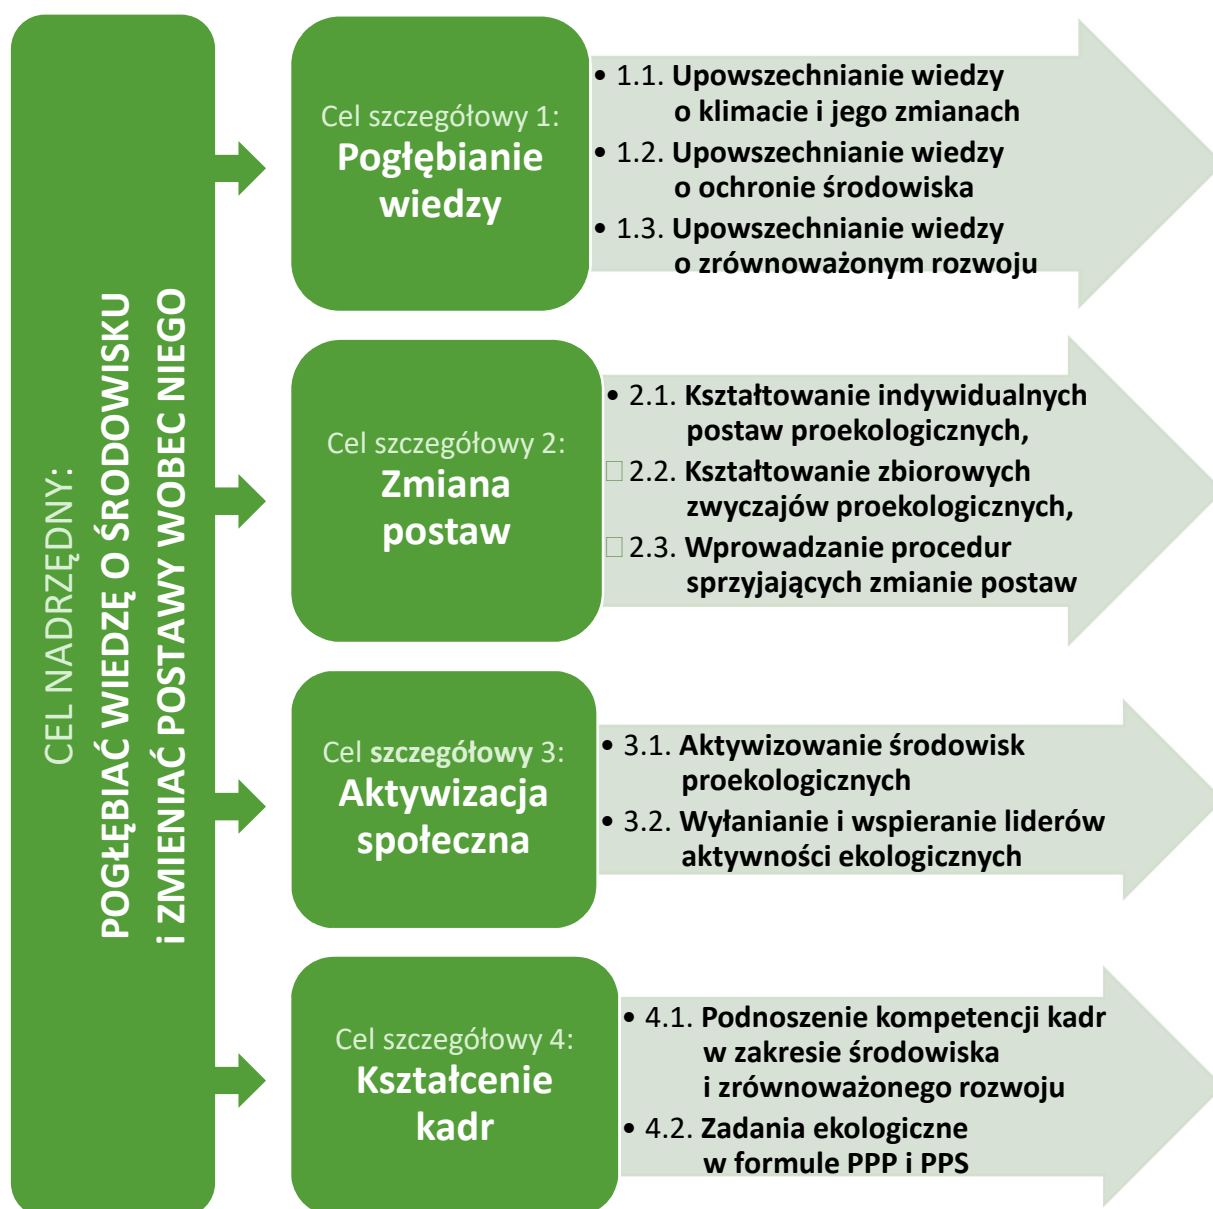 CEL NADRZĘDNY:
POGŁĘBIAĆ WIEDZĘ O ŚRODOWISKU
i ZMIENIAĆ POSTAWY WOBEC NIEGO
Cel szczegółowy 1:
Pogłębianie
wiedzy
• 1.1. Upowszechnianie wiedzy
o klimacie i jego zmianach
• 1.2. Upowszechnianie wiedzy
o ochronie środowiska
• 1.3. Upowszechnianie wiedzy
o zrównoważonym rozwoju
Cel szczegółowy 2:
Zmiana
postaw
• 2.1. Kształtowanie indywidualnych
postaw proekologicznych,
□ 2.2. Kształtowanie zbiorowych
zwyczajów proekologicznych,
□ 2.3. Wprowadzanie procedur
sprzyjających zmianie postaw
Cel szczegółowy 3:
Aktywizacja
społeczna
• 3.1. Aktywizowanie środowisk
proekologicznych
• 3.2. Wyłanianie i wspieranie liderów
aktywności ekologicznych
Cel szczegółowy 4:
Kształcenie
kadr
• 4.1. Podnoszenie kompetencji kadr
w zakresie środowiska
i zrównoważonego rozwoju
• 4.2. Zadania ekologiczne
w formule PPP i PPS